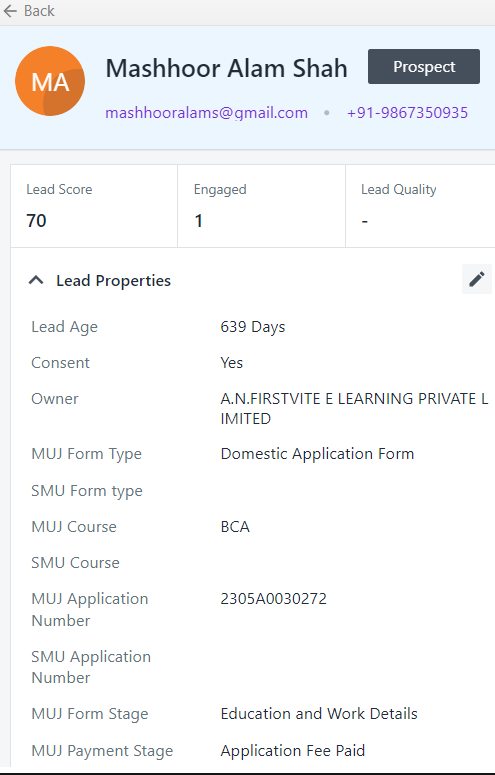 Back
MA
Mashhoor Alam Shah
Prospect
mashhooralams@gmail.com • +91-9867350935
Lead Score
Engaged
Lead Quality
70
1
-
Lead Properties
Lead Age 639 Days
Consent Yes
Owner A.N.FIRSTVITE E LEARNING PRIVATE L
IMITED
MUJ Form Type Domestic Application Form
SMU Form type
MUJ Course BCA
SMU Course
MUJ Application 2305A0030272
Number
SMU Application
Number
MUJ Form Stage Education and Work Details
MUJ Payment Stage Application Fee Paid